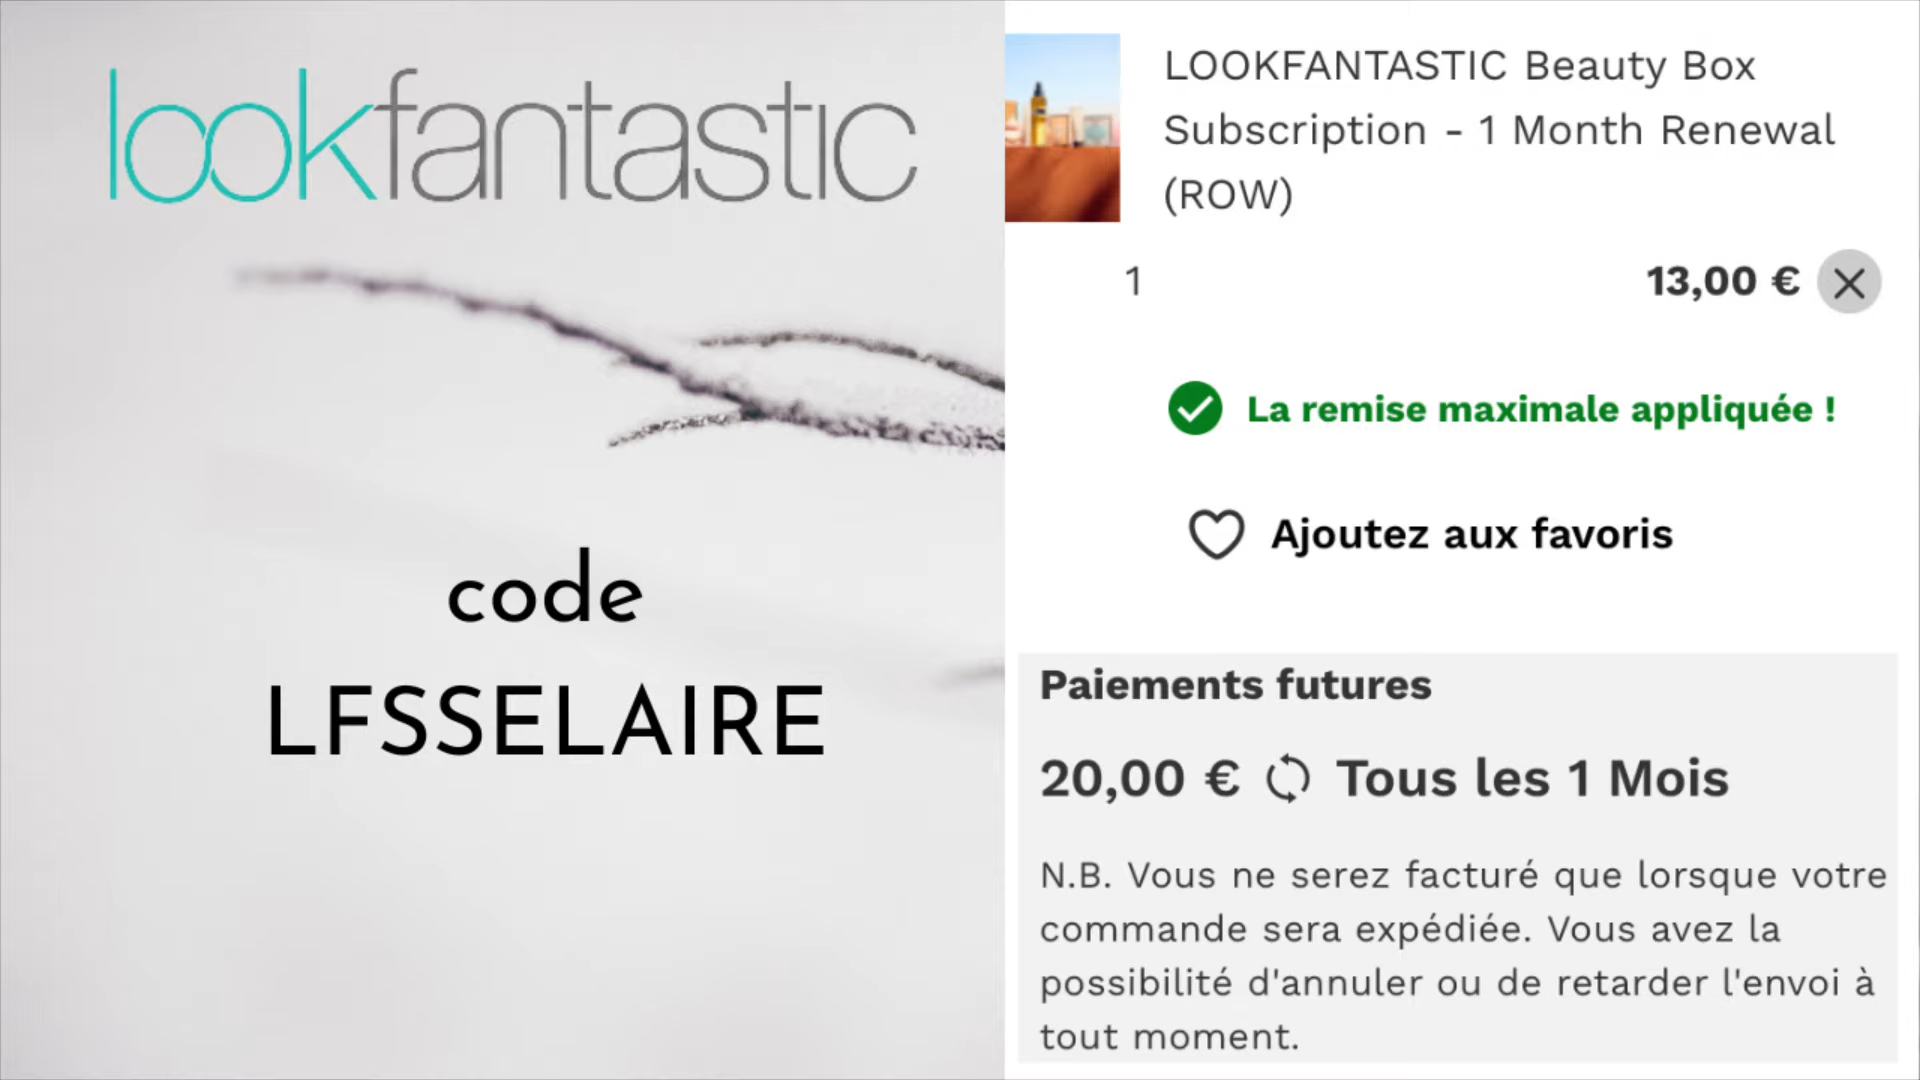 lookfantastic
code
LFSSELAIRE
LOOKFANTASTIC Beauty Box
Subscription - 1 Month Renewal
(ROW)
1
13,00 €
La remise maximale appliquée !
Ajoutez aux favoris
Paiements futures
20,00 € Tous les 1 Mois
N.B. Vous ne serez facturé que lorsque votre
commande sera expédiée. Vous avez la
possibilité d'annuler ou de retarder l'envoi à
tout moment.